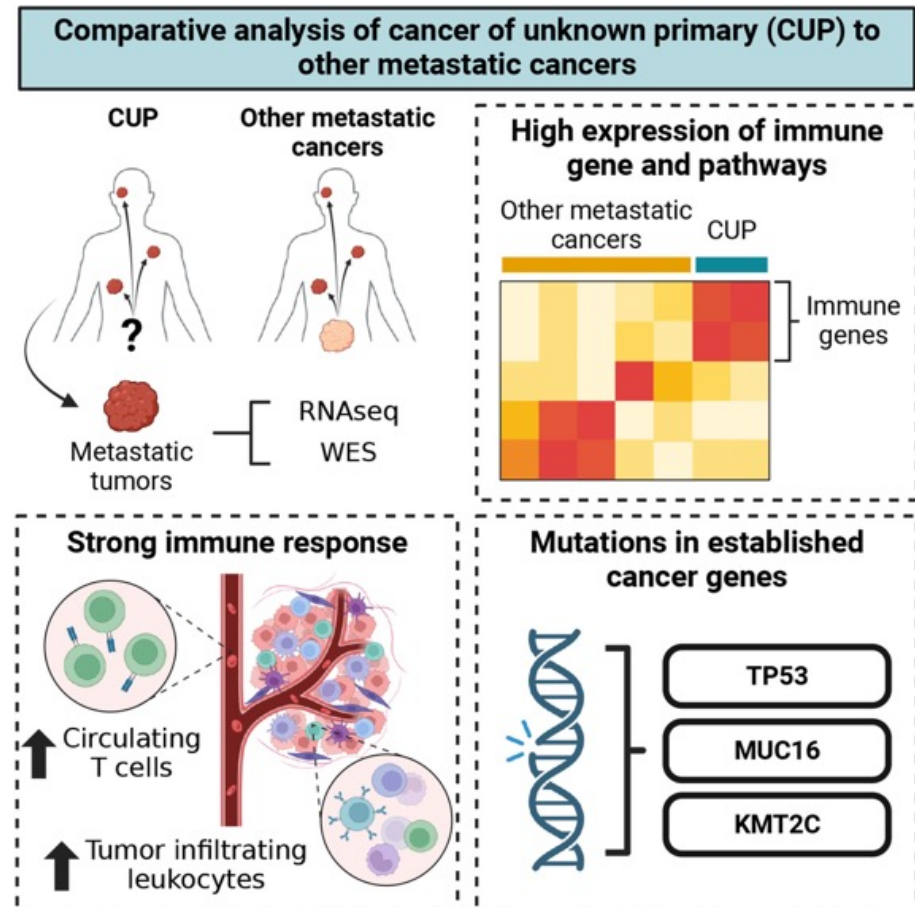 Comparative analysis of cancer of unknown primary (CUP) to
other metastatic cancers
CUP
Other metastatic
cancers
?
Metastatic
tumors
RNAseq
WES
High expression of immune
gene and pathways
Other metastatic
cancers
CUP
Immune
genes
Strong immune response
Circulating
T cells
Tumor infiltrating
leukocytes
Mutations in established
cancer genes
TP53
MUC16
KMT2C